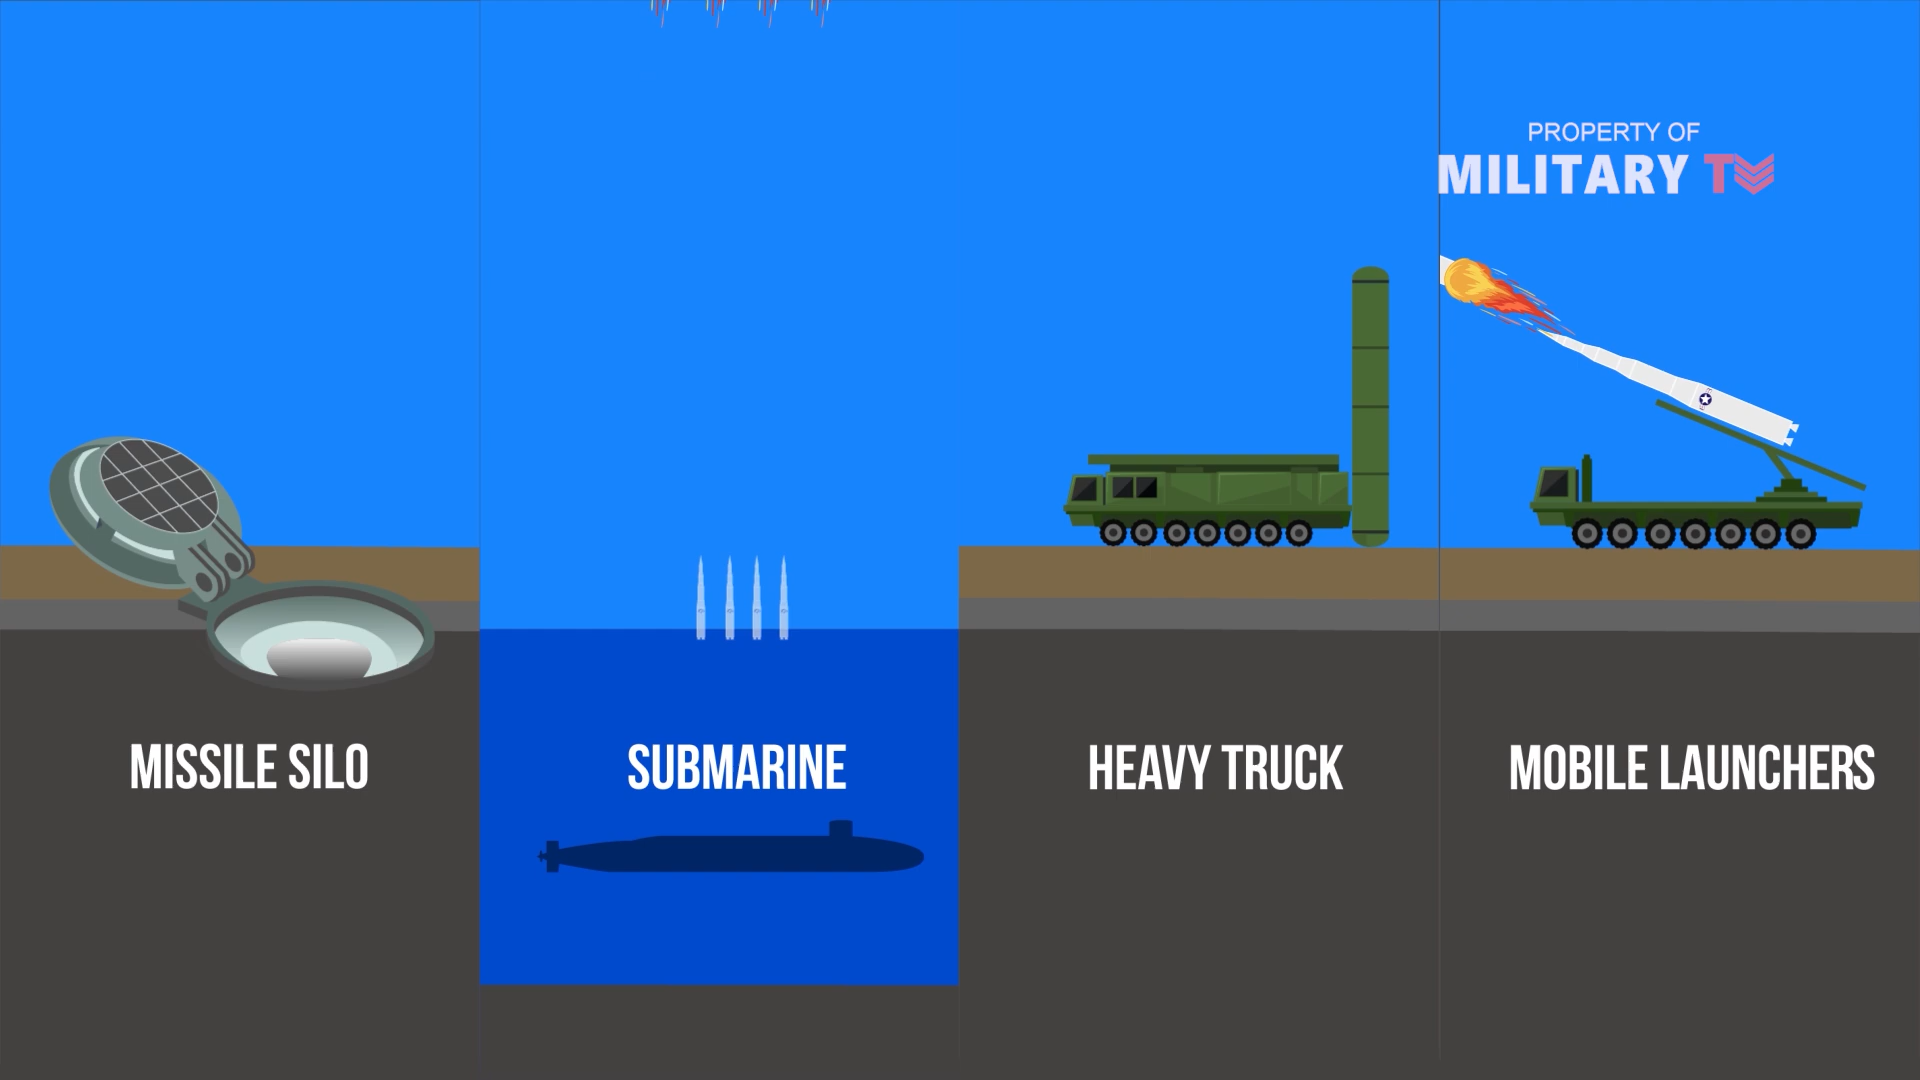 PROPERTY OF
MILITARY TV
MISSILE SILO
SUBMARINE
HEAVY TRUCK
MOBILE LAUNCHERS